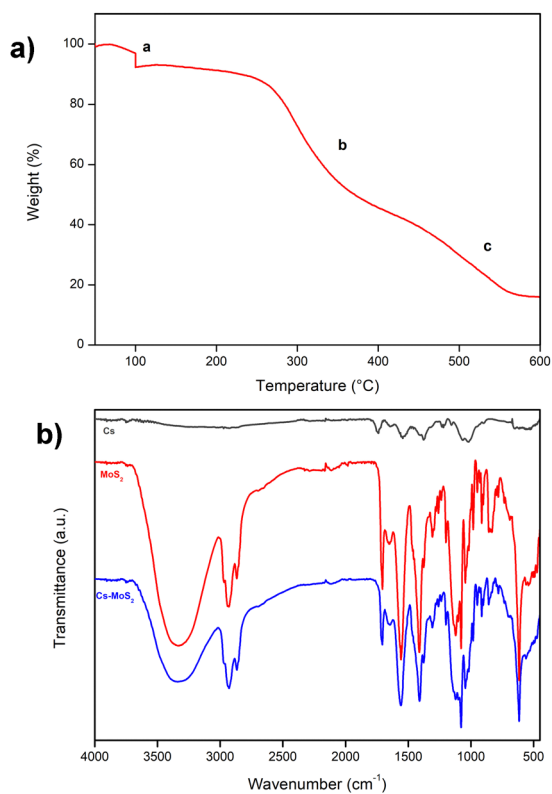 a)
a
b
c
100
80
60
40
20
0
Weight (%)
100 200 300 400 500 600
Temperature (°C)
b)
Cs
MoS₂
Cs-MoS₂
Transmittance (a.u.)
4000 3500 3000 2500 2000 1500 1000 500
Wavenumber (cm⁻¹)